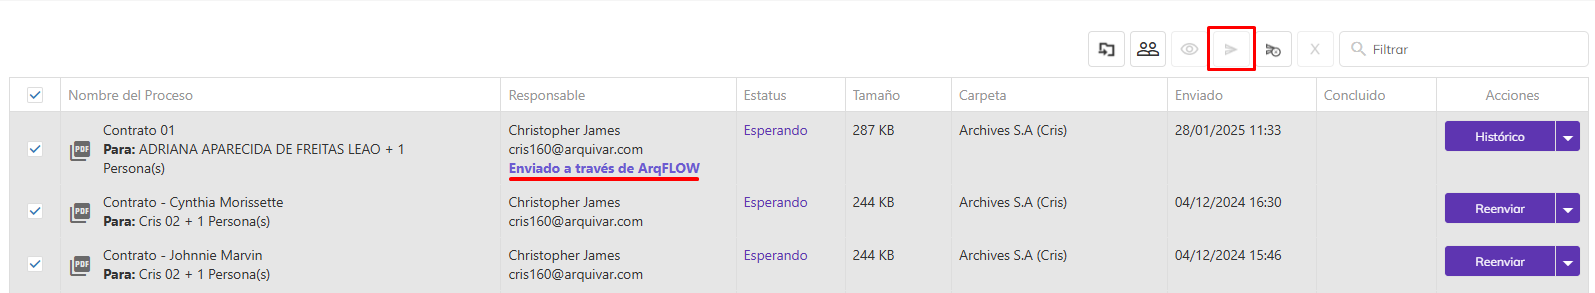 X
Filtrar
Nombre del Proceso
Responsable
Estatus
Tamaño
Carpeta
Enviado
Concluido
Acciones
PDF
Contrato 01
Para: ADRIANA APARECIDA DE FREITAS LEAO + 1
Persona(s)
Christopher James
cris160@arquivar.com
Enviado a través de ArqFLOW
Esperando
287 KB
Archives S.A (Cris)
28/01/2025 11:33
Histórico
PDF
Contrato - Cynthia Morissette
Para: Cris 02 + 1 Persona(s)
Christopher James
cris160@arquivar.com
Esperando
244 KB
Archives S.A (Cris)
04/12/2024 16:30
Reenviar
PDF
Contrato - Johnnie Marvin
Para: Cris 02 + 1 Persona(s)
Christopher James
cris160@arquivar.com
Esperando
244 KB
Archives S.A (Cris)
04/12/2024 15:46
Reenviar